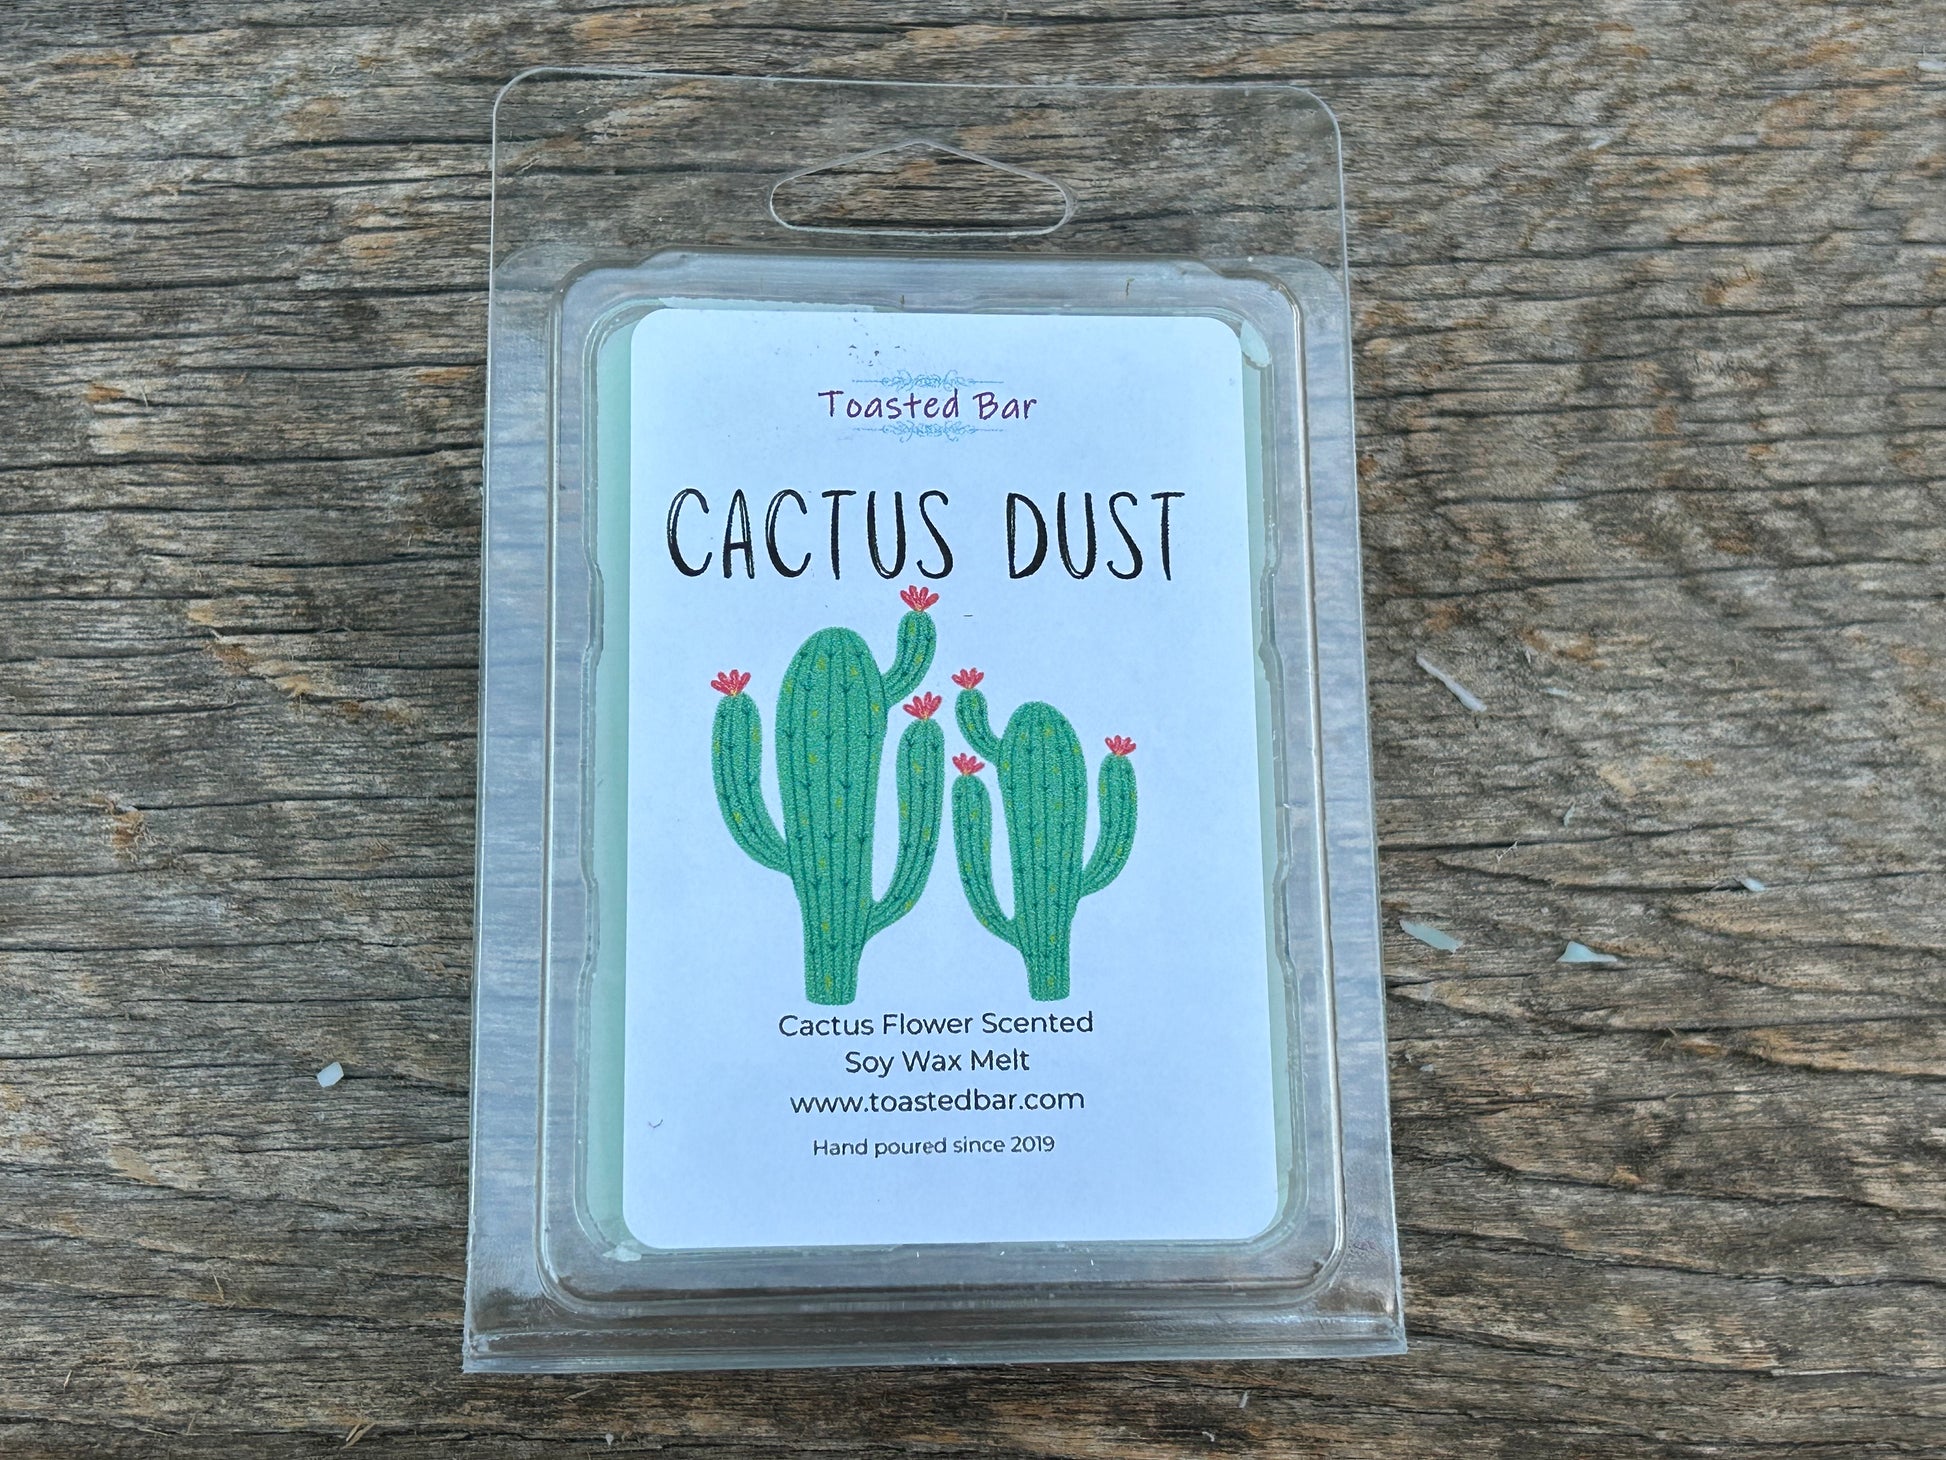 Toasted Bar
CACTUS DUST
Cactus Flower Scented
Soy Wax Melt
www.toastedbar.com
Hand poured since 2019